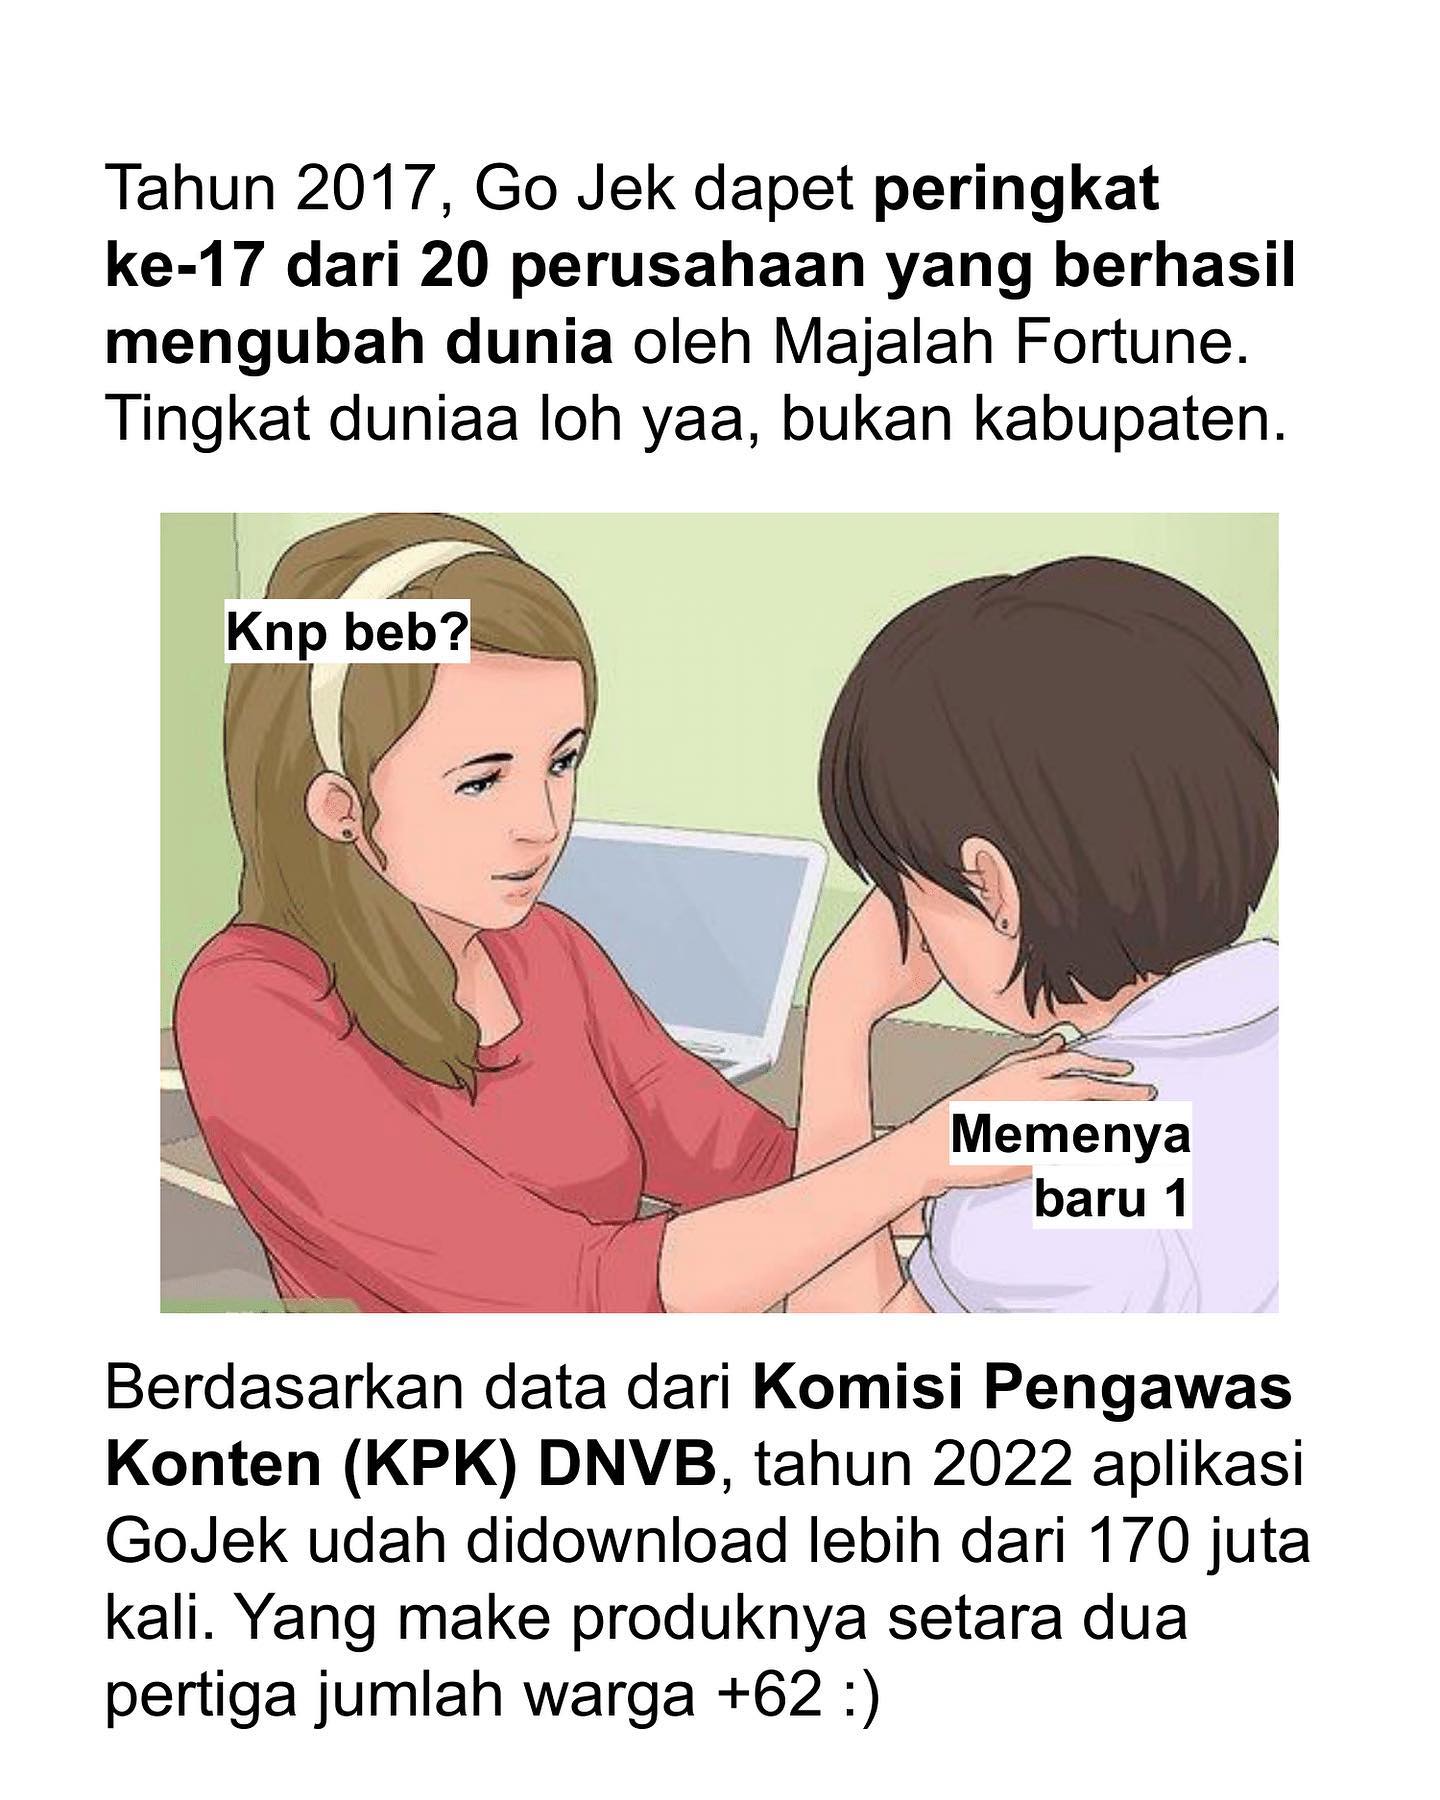 Tahun 2017, Go Jek dapet peringkat
ke-17 dari 20 perusahaan yang berhasil
mengubah dunia oleh Majalah Fortune.
Tingkat duniaa loh yaa, bukan kabupaten.
Knp beb?
Memenya
baru 1
Berdasarkan data dari Komisi Pengawas
Konten (KPK) DNVB, tahun 2022 aplikasi
GoJek udah didownload lebih dari 170 juta
kali. Yang make produknya setara dua
pertiga jumlah warga +62 :)